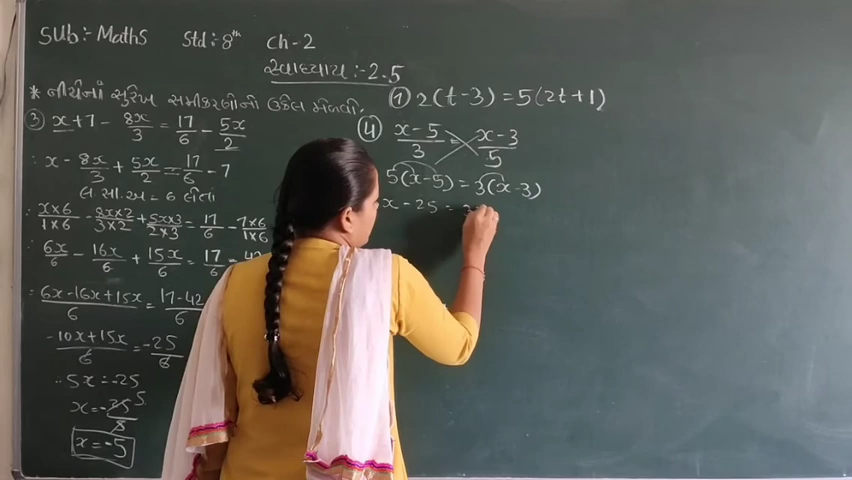 Sub:- Maths Std:- 8th Ch-2
સ્વાધ્યાય :- 2.5
* નીચેનાં સુરેખ સમીકરણોનો ઉકેલ મેળવો.
③ x+7 - 8x/3 = 17/6 - 5x/2
∴ x - 8x/3 + 5x/2 = 17/6 - 7
લ.સા.અ = 6 લેતાં
∴ x×6/1×6 - 8x×2/3×2 + 5x×3/2×3 = 17/6 - 7×6/1×6
∴ 6x/6 - 16x/6 + 15x/6 = 17/6 - 42
∴ 6x-16x+15x/6 = 17-42/6
-10x+15x/6 = -25/6
∴ 5x = -25
x = -25/5 5
x = -5
⑦ 2(t-3) = 5(2t+1)
④ x-5/3 = x-3/5
5(x-5) = 3(x-3)
x - 25 =